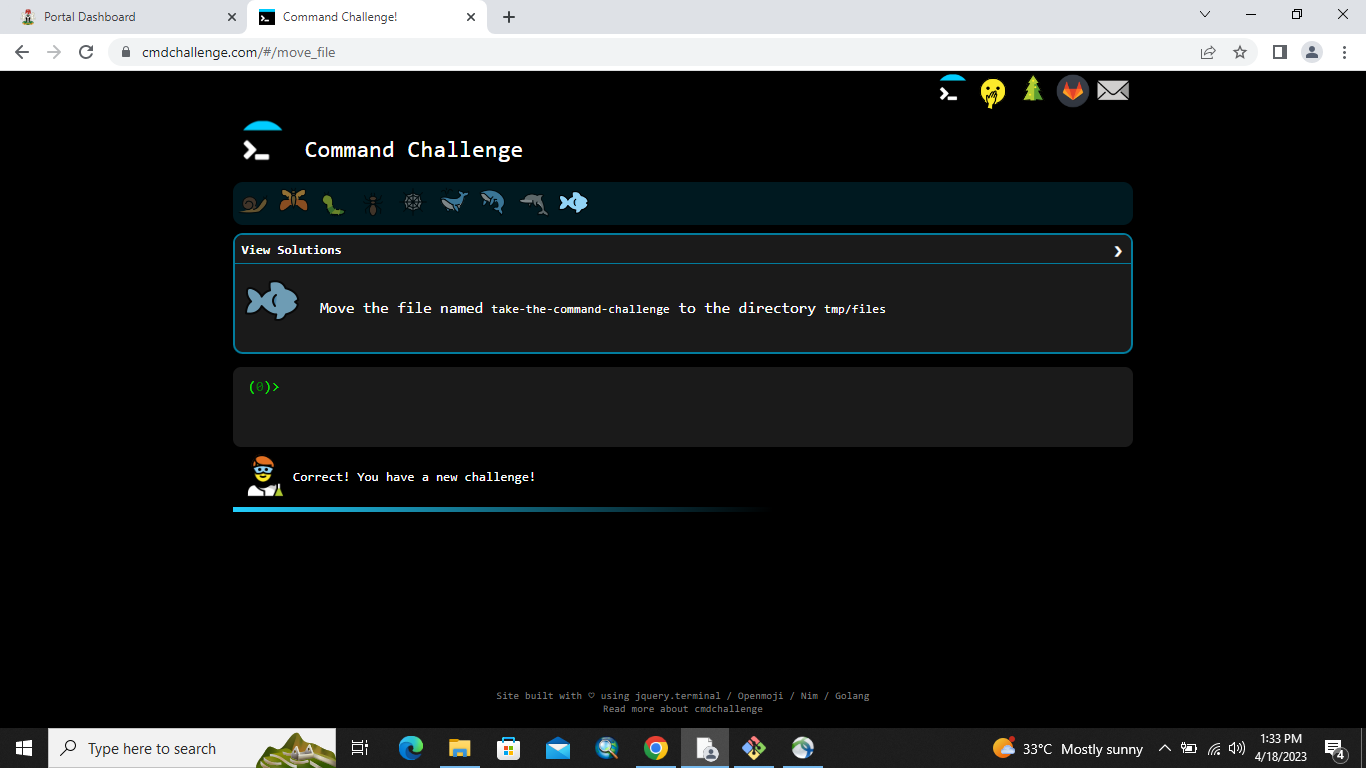 Portal Dashboard
Command Challenge!
cmdchallenge.com/#/move_file
Command Challenge
View Solutions
Move the file named take-the-command-challenge to the directory tmp/files
(0)>
Correct! You have a new challenge!
Site built with ♡ using jquery.terminal / Openmoji / Nim / Golang
Read more about cmdchallenge
Type here to search
33°C Mostly sunny
1:33 PM
4/18/2023
4